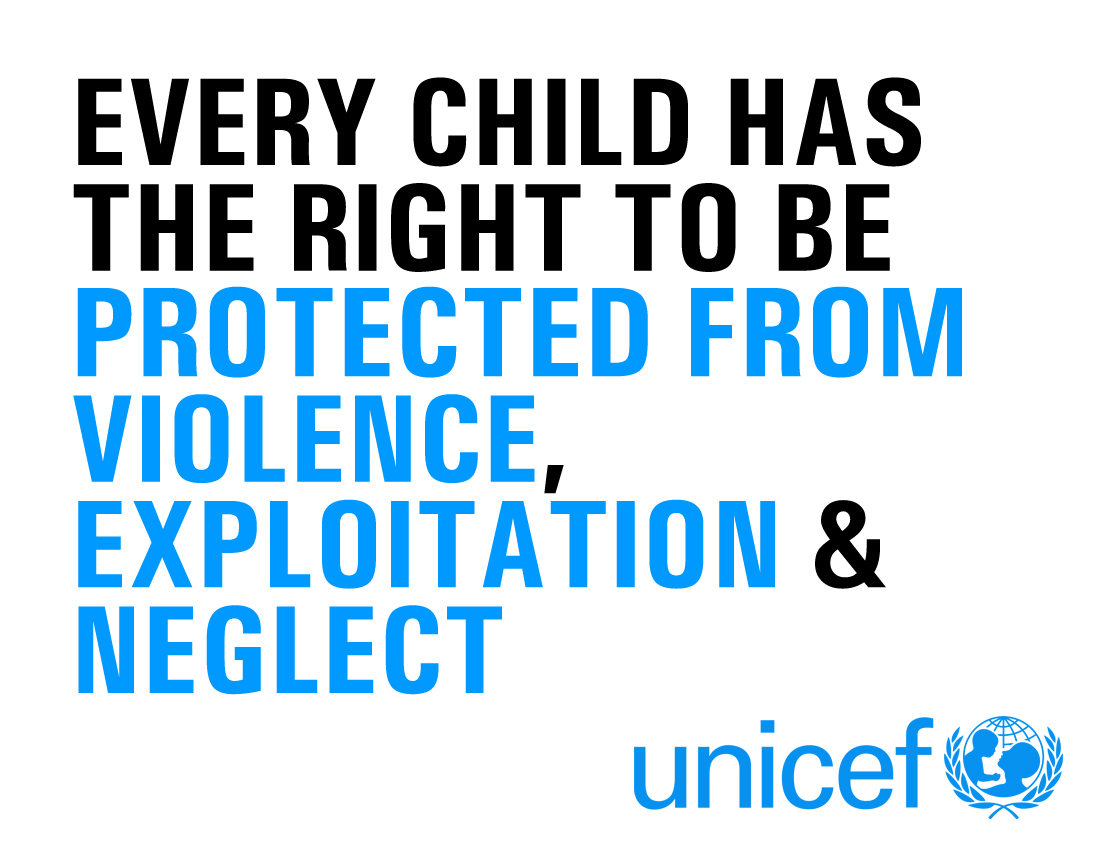 EVERY CHILD HAS
THE RIGHT TO BE
PROTECTED FROM
VIOLENCE,
EXPLOITATION &
NEGLECT
unicef